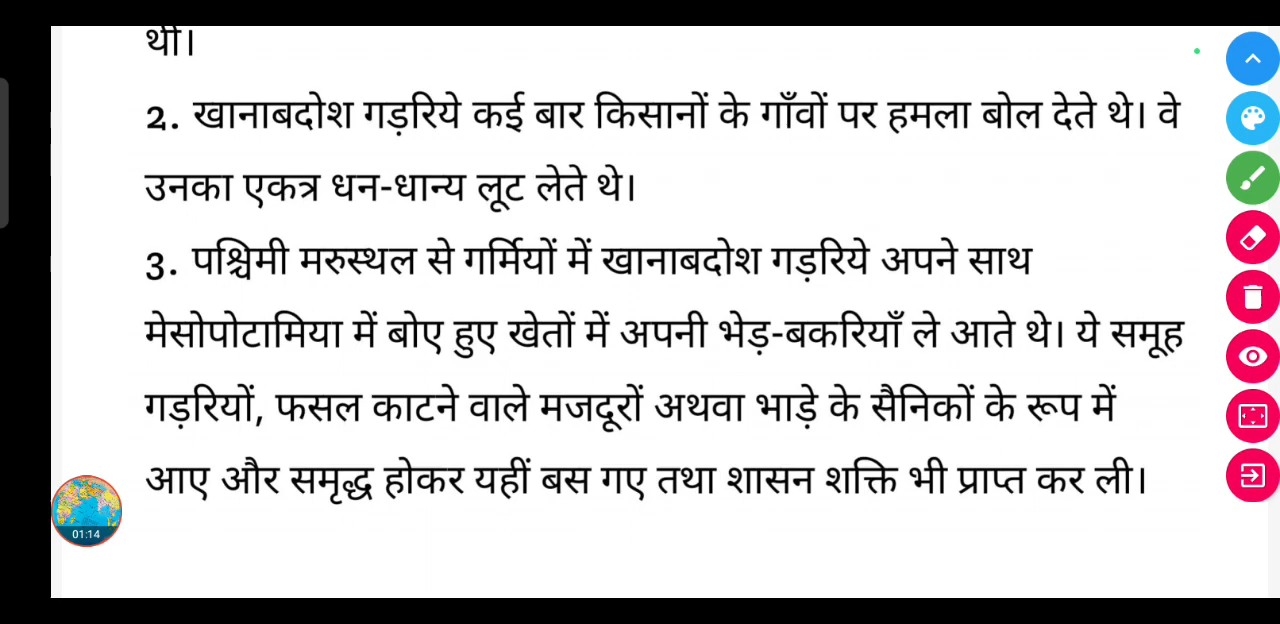 थी।
2. खानाबदोश गड़रिये कई बार किसानों के गाँवों पर हमला बोल देते थे। वे
उनका एकत्र धन-धान्य लूट लेते थे।
3. पश्चिमी मरुस्थल से गर्मियों में खानाबदोश गड़रिये अपने साथ
मेसोपोटामिया में बोए हुए खेतों में अपनी भेड़-बकरियाँ ले आते थे। ये समूह
गड़रियों, फसल काटने वाले मजदूरों अथवा भाड़े के सैनिकों के रूप में
आए और समृद्ध होकर यहीं बस गए तथा शासन शक्ति भी प्राप्त कर ली।
01:14